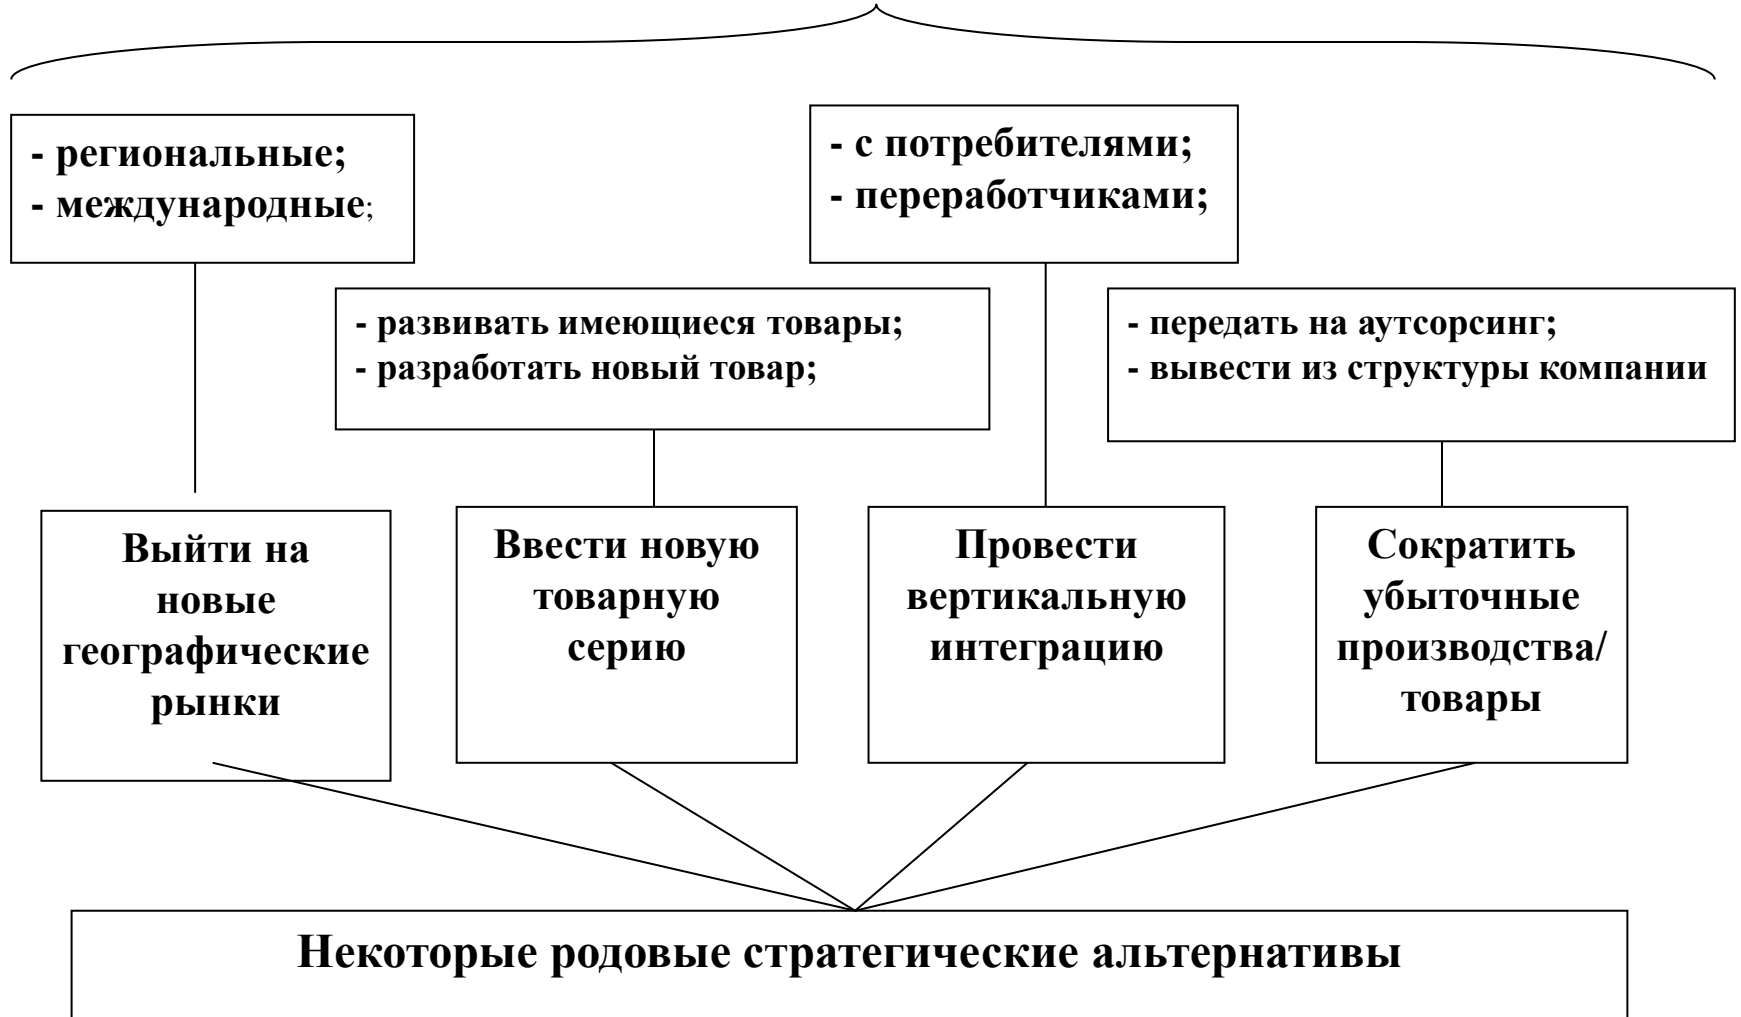 - региональные;
- международные;
- с потребителями;
- переработчиками;
- развивать имеющиеся товары;
- разработать новый товар;
- передать на аутсорсинг;
- вывести из структуры компании
Выйти на
новые
географические
рынки
Ввести новую
товарную
серию
Провести
вертикальную
интеграцию
Сократить
убыточные
производства/
товары
Некоторые родовые стратегические альтернативы